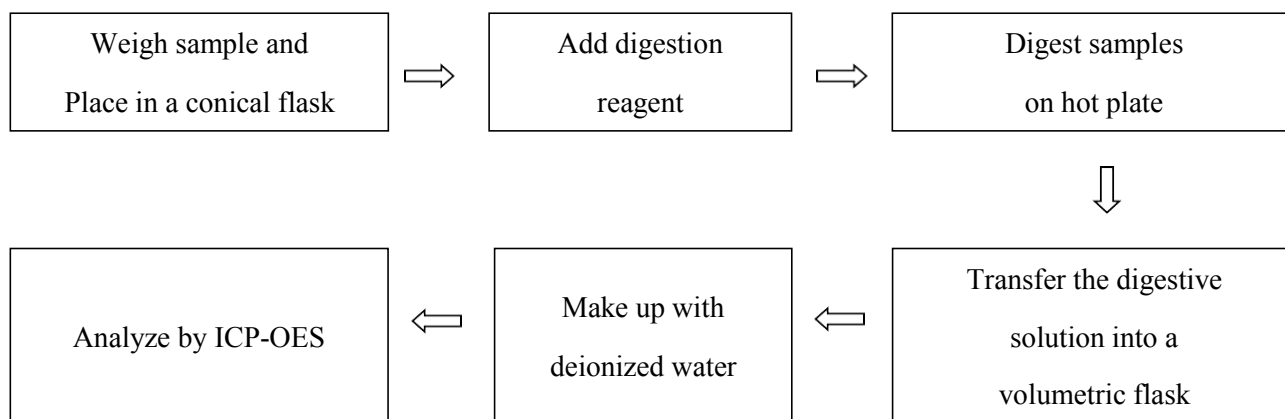 Weigh sample and
Place in a conical flask
Add digestion
reagent
Digest samples
on hot plate
Transfer the digestive
solution into a
volumetric flask
Make up with
deionized water
Analyze by ICP-OES